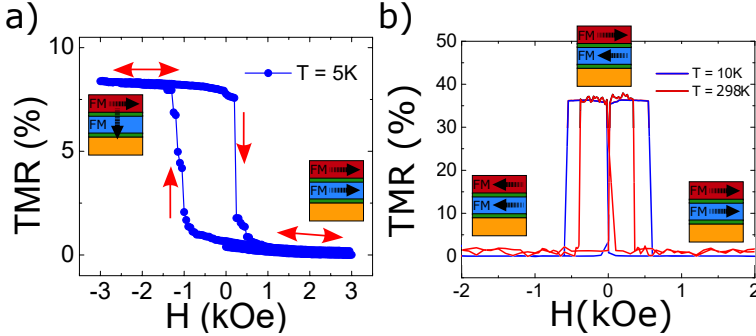 a)
T = 5K
TMR (%)
10
5
0
-3 -2 -1 0 1 2 3
H (kOe)
FM
FM
FM
FM
b)
T = 10K
T = 298K
TMR (%)
50
40
30
20
10
0
-2 -1 0 1 2
H(kOe)
FM
FM
FM
FM
FM
FM